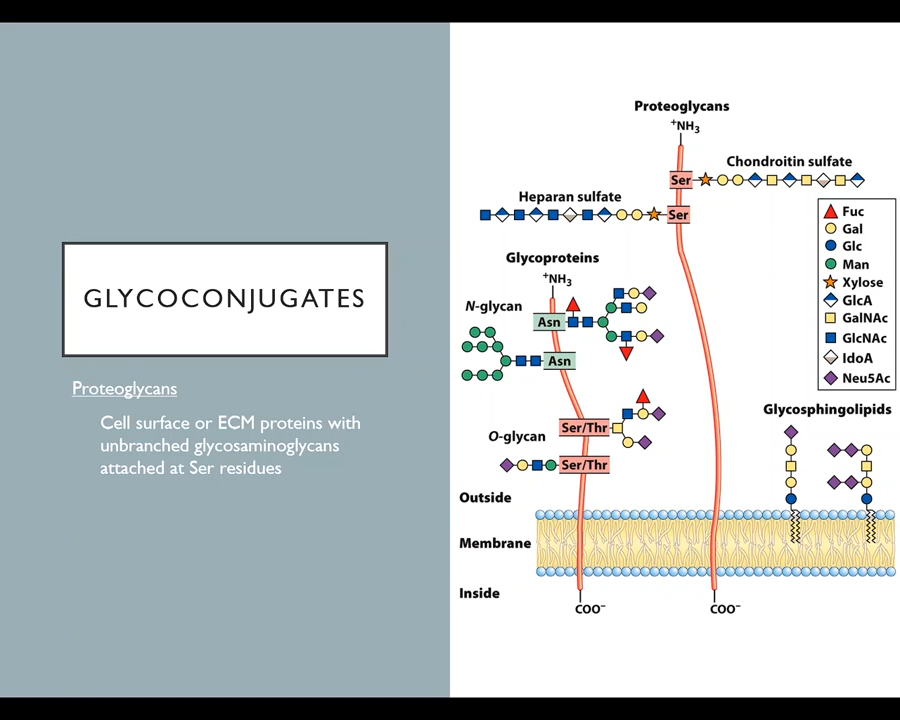 GLYCOCONJUGATES
Proteoglycans
Cell surface or ECM proteins with
unbranched glycosaminoglycans
attached at Ser residues
Proteoglycans
⁺NH₃
Chondroitin sulfate
Ser
Heparan sulfate
Ser
Glycoproteins
⁺NH₃
N-glycan
Asn
Asn
O-glycan
Ser/Thr
Ser/Thr
Fuc
Gal
Glc
Man
Xylose
GlcA
GalNAc
GlcNAc
IdoA
Neu5Ac
Glycosphingolipids
Outside
Membrane
Inside
COO⁻
COO⁻